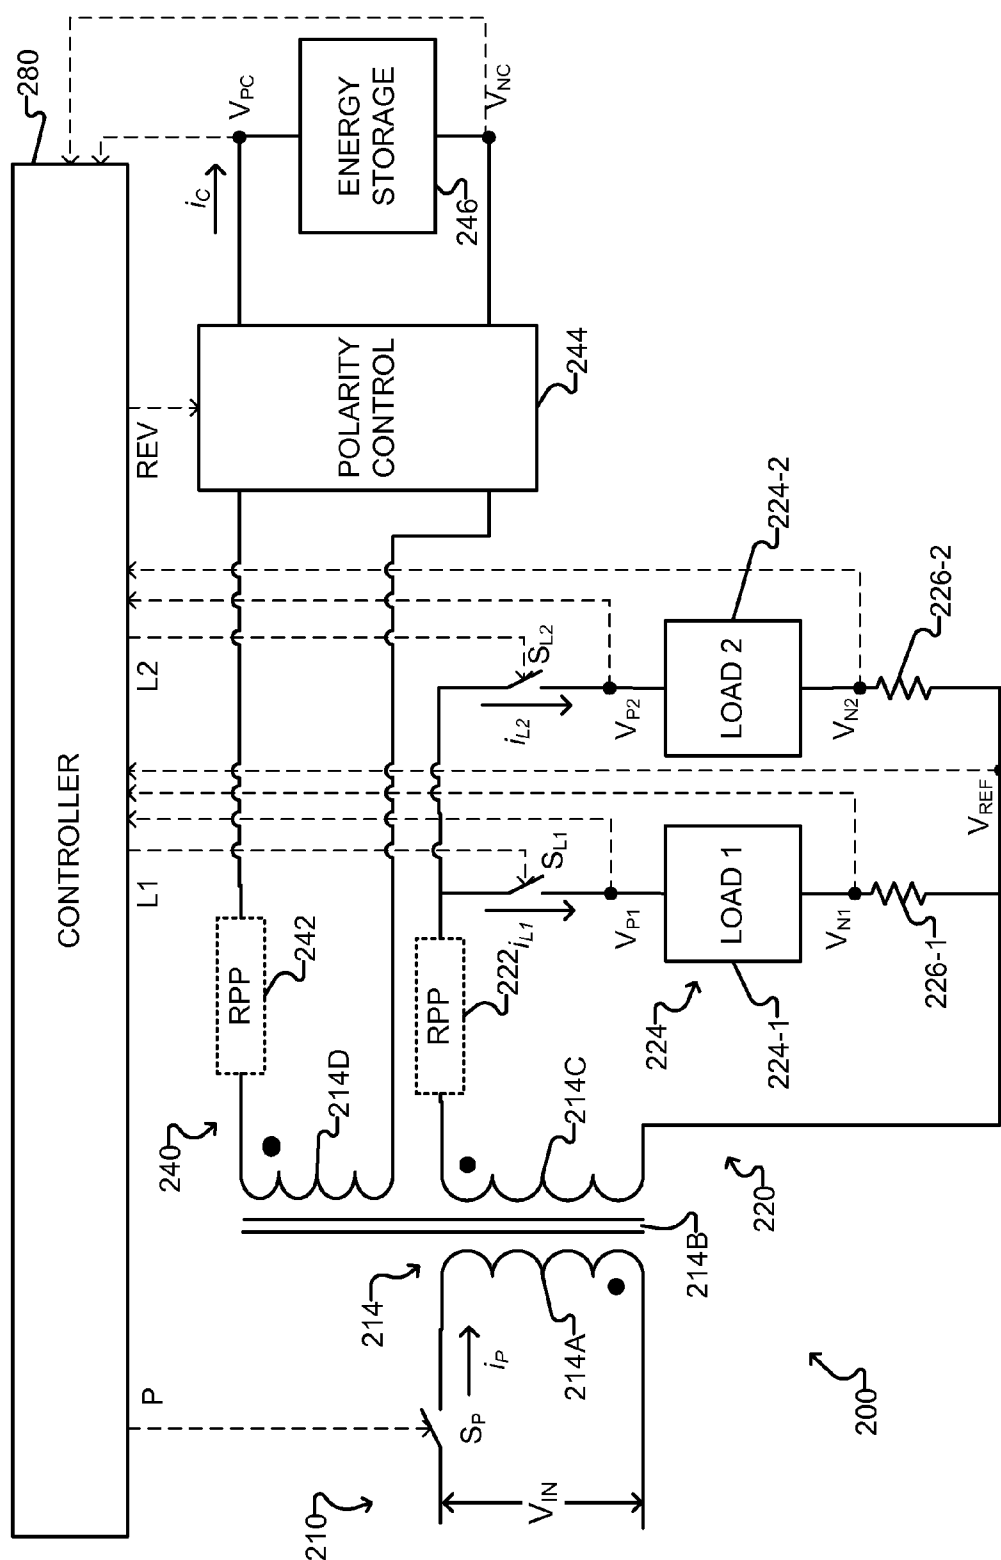 CONTROLLER
280
P
L1
L2
REV
210
V_IN
S_P
i_P
214
214A
214B
214C
214D
240
RPP
242
RPP
222
220
i_L1
S_L1
i_L2
S_L2
V_P1
V_P2
224
LOAD 1
224-1
LOAD 2
224-2
V_N1
V_N2
226-1
226-2
V_REF
POLARITY
CONTROL
244
i_C
V_PC
ENERGY
STORAGE
246
V_NC
200